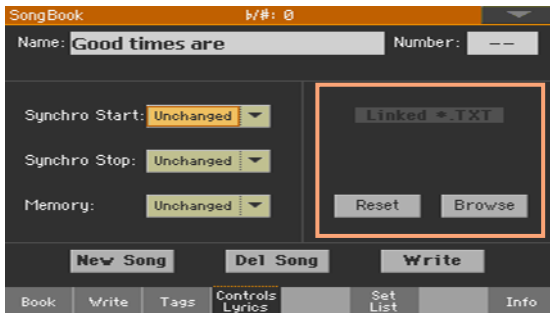 SongBook ♭/#: 0
Name: Good times are Number: --
Synchro Start: Unchanged Linked *.TXT
Synchro Stop: Unchanged
Memory: Unchanged Reset Browse
New Song Del Song Write
Book Write Tags Controls Lyrics Set List Info